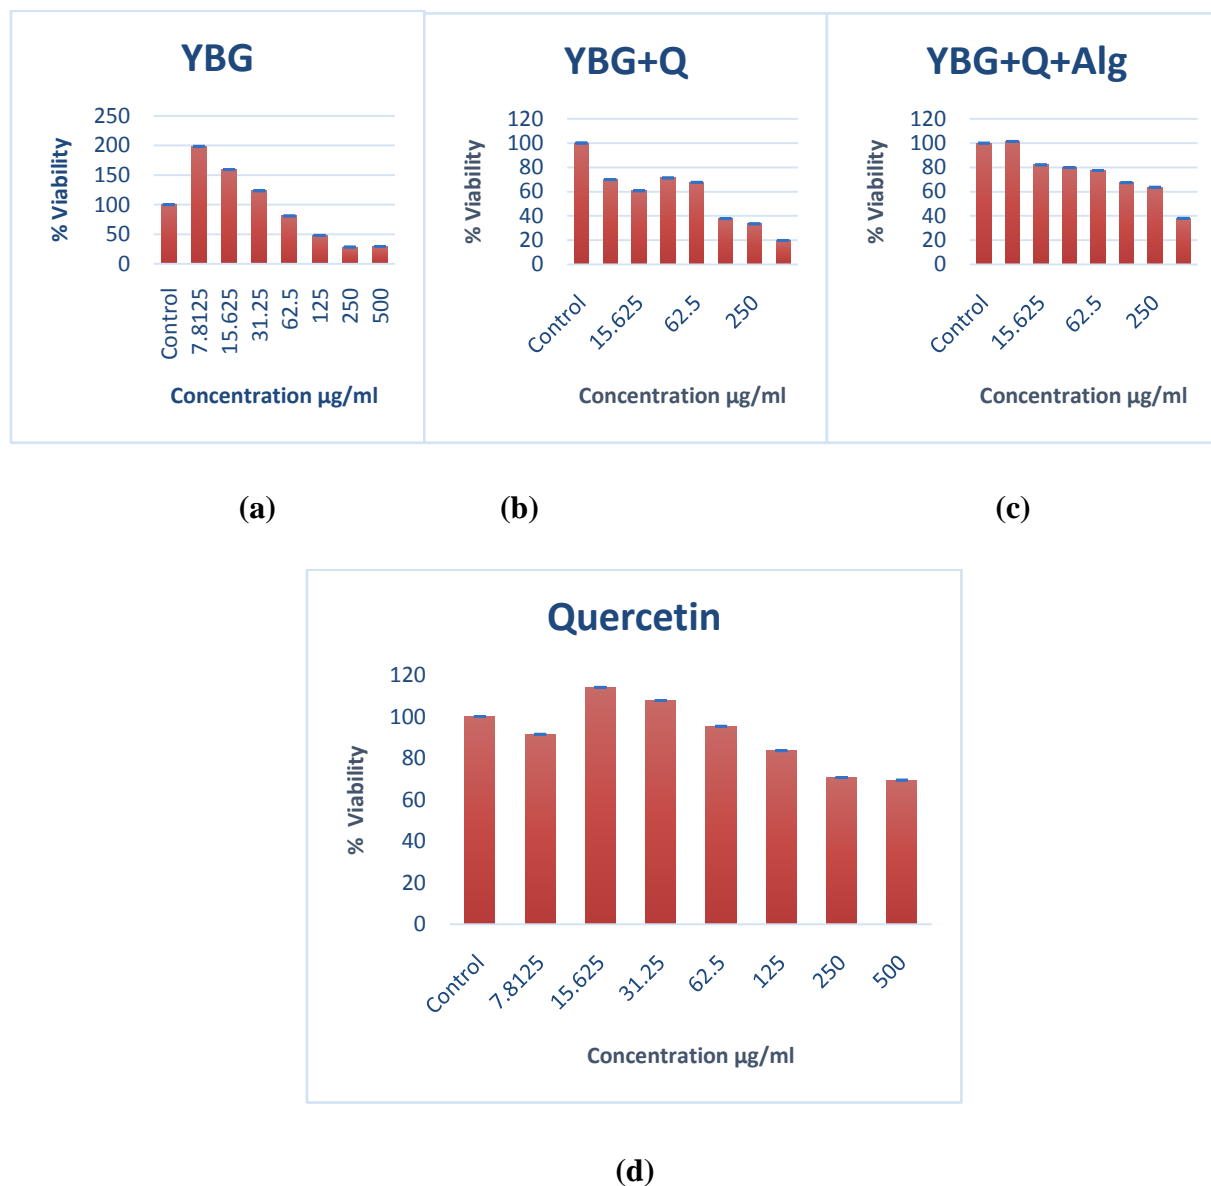 YBG
% Viability
250
200
150
100
50
0
Control
7.8125
15.625
31.25
62.5
125
250
500
Concentration µg/ml
YBG+Q
% Viability
120
100
80
60
40
20
0
Control
15.625
62.5
250
Concentration µg/ml
YBG+Q+Alg
% Viability
120
100
80
60
40
20
0
Control
15.625
62.5
250
Concentration µg/ml
(a)
(b)
(c)
Quercetin
% Viability
120
100
80
60
40
20
0
Control
7.8125
15.625
31.25
62.5
125
250
500
Concentration µg/ml
(d)